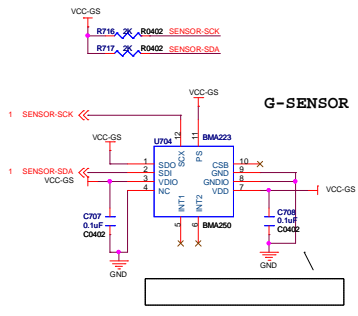 VCC-GS
R716 2K R0402 SENSOR-SCK
R717 2K R0402 SENSOR-SDA
VCC-GS
G-SENSOR
1 SENSOR-SCK
VCC-GS
U704 12 SCX 11 PS BMA223
1 SDO CSB 10
1 SENSOR-SDA 2 SDI GND 9
VCC-GS 3 VDIO GNDIO 8
4 NC VDD 7 VCC-GS
INT1 INT2
C707 5 6 BMA250 C708
0.1uF 0.1uF
C0402 C0402
GND GND